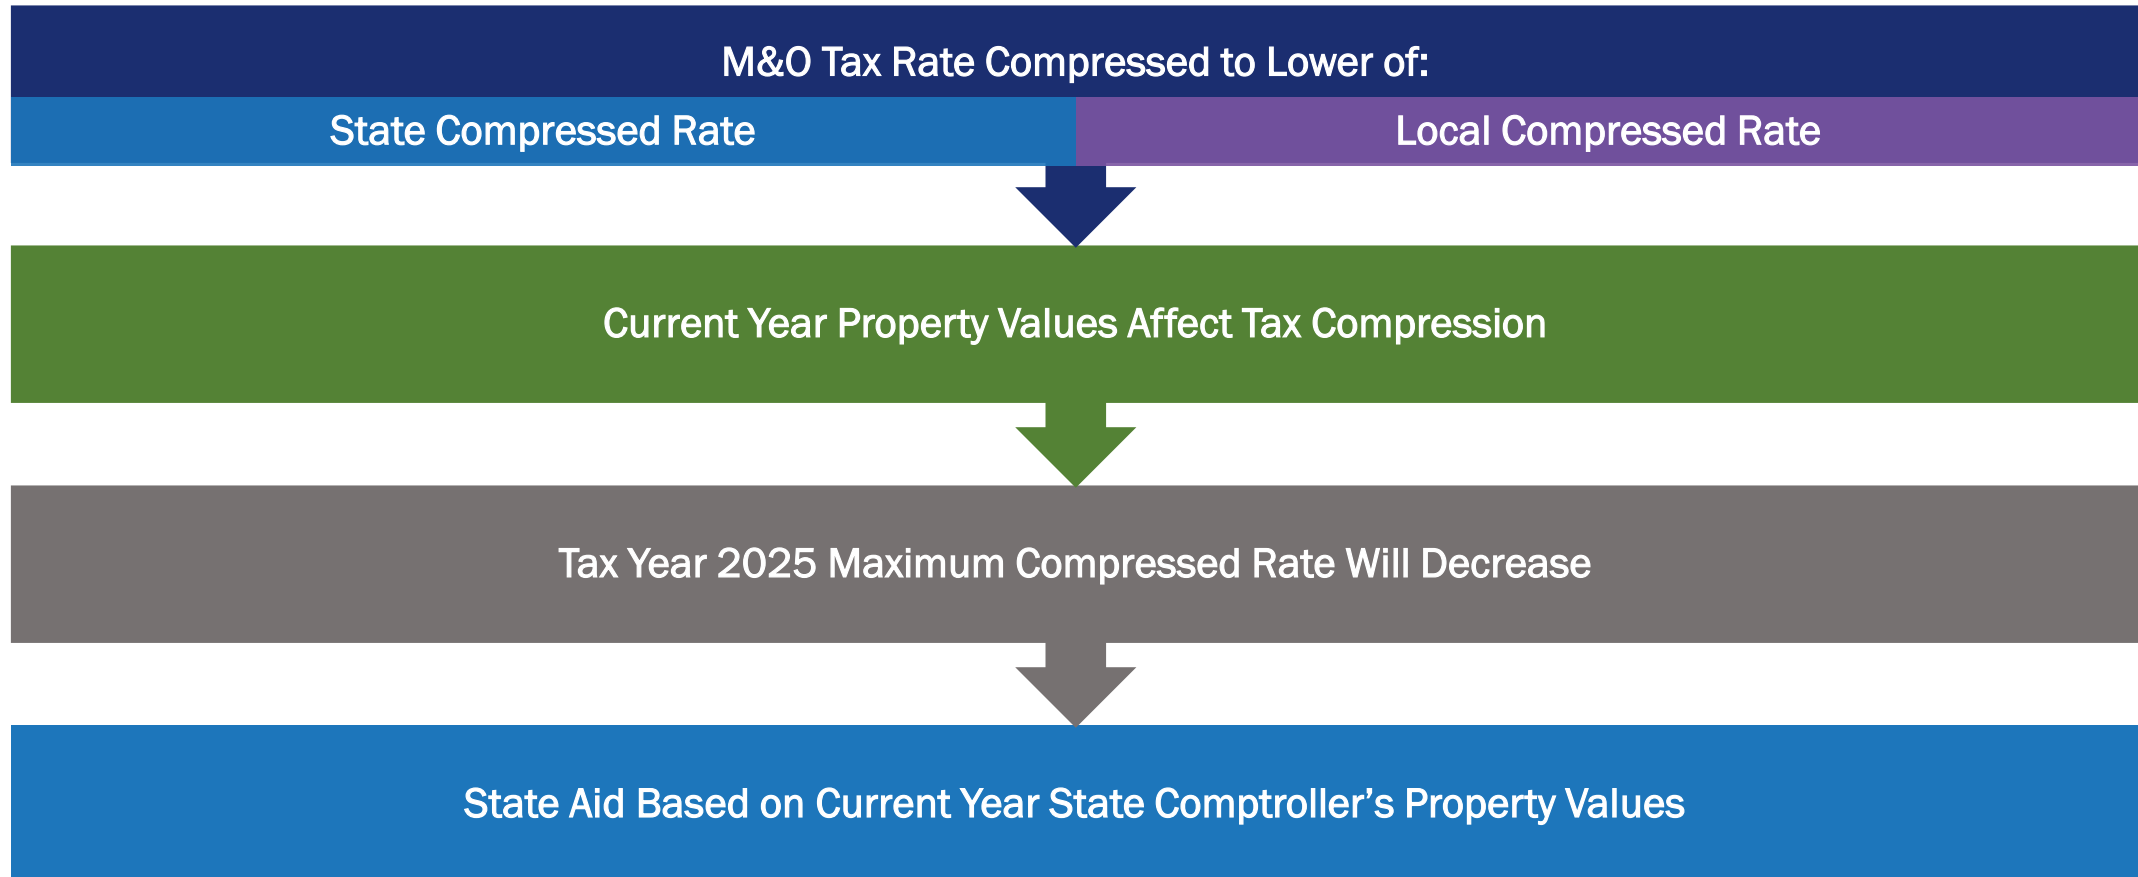 M&O Tax Rate Compressed to Lower of:
State Compressed Rate
Local Compressed Rate
Current Year Property Values Affect Tax Compression
Tax Year 2025 Maximum Compressed Rate Will Decrease
State Aid Based on Current Year State Comptroller’s Property Values